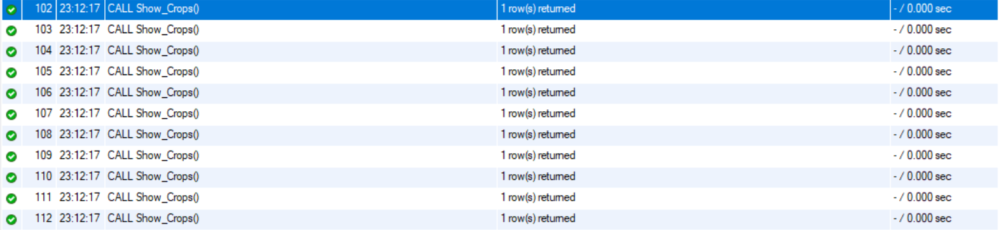 102 23:12:17 CALL Show_Crops() 1 row(s) returned - / 0.000 sec
103 23:12:17 CALL Show_Crops() 1 row(s) returned - / 0.000 sec
104 23:12:17 CALL Show_Crops() 1 row(s) returned - / 0.000 sec
105 23:12:17 CALL Show_Crops() 1 row(s) returned - / 0.000 sec
106 23:12:17 CALL Show_Crops() 1 row(s) returned - / 0.000 sec
107 23:12:17 CALL Show_Crops() 1 row(s) returned - / 0.000 sec
108 23:12:17 CALL Show_Crops() 1 row(s) returned - / 0.000 sec
109 23:12:17 CALL Show_Crops() 1 row(s) returned - / 0.000 sec
110 23:12:17 CALL Show_Crops() 1 row(s) returned - / 0.000 sec
111 23:12:17 CALL Show_Crops() 1 row(s) returned - / 0.000 sec
112 23:12:17 CALL Show_Crops() 1 row(s) returned - / 0.000 sec